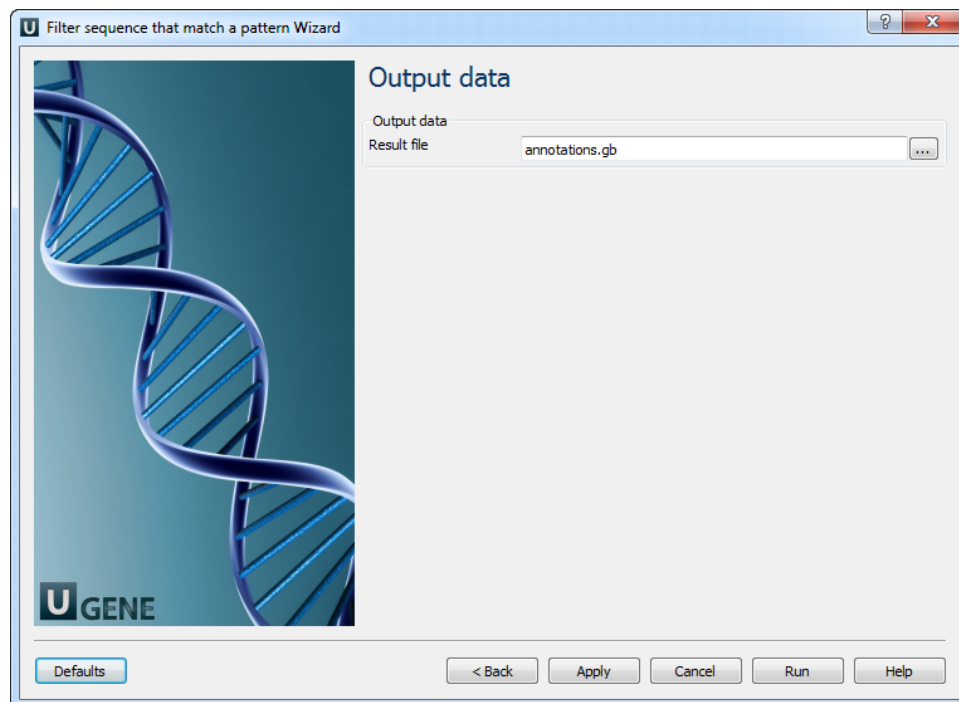 U Filter sequence that match a pattern Wizard
?
X
Output data
Output data
Result file
annotations.gb
...
U GENE
Defaults
< Back
Apply
Cancel
Run
Help